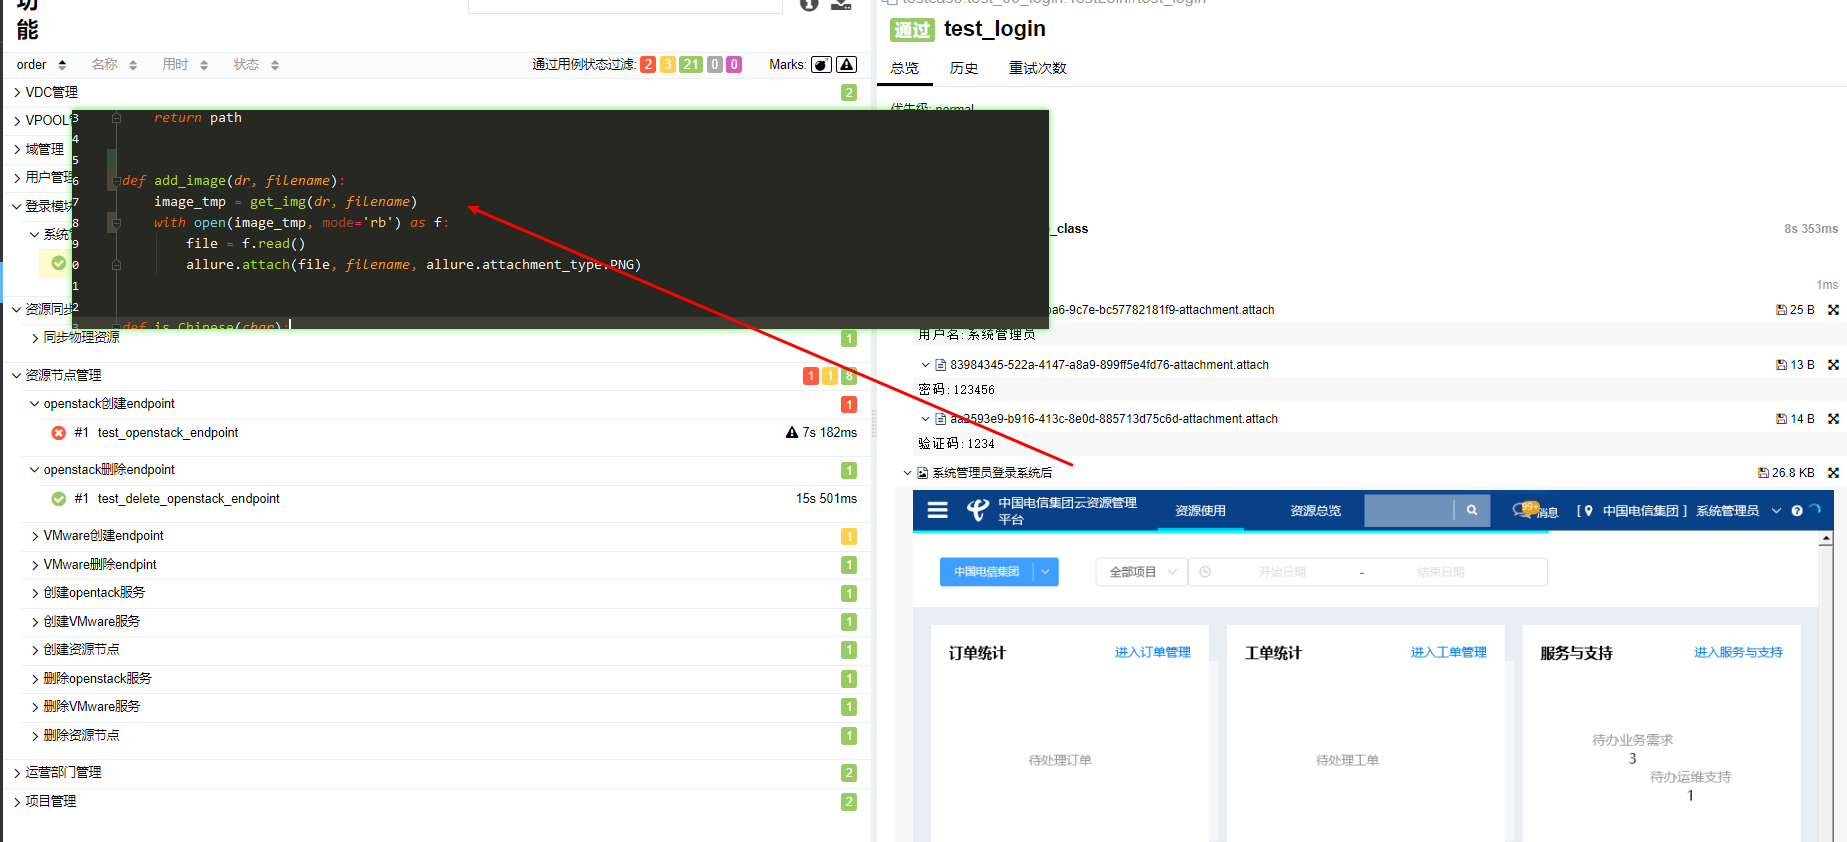 功
能
order 名称 用时 状态 通过用例状态过滤: 2 3 21 0 0 Marks:
VDC管理 2
VPOOL
域管理
用户管理
登录模块
系统
资源同步
同步物理资源 1
资源节点管理 1 1 8
openstack创建endpoint 1
#1 test_openstack_endpoint 7s 182ms
openstack删除endpoint 1
#1 test_delete_openstack_endpoint 15s 501ms
VMware创建endpoint 1
VMware删除endpint 1
创建opentack服务 1
创建VMware服务 1
创建资源节点 1
删除openstack服务 1
删除VMware服务 1
删除资源节点 1
运营部门管理 2
项目管理 2
3 return path
4
5
6 def add_image(dr, filename):
7 image_tmp = get_img(dr, filename)
8 with open(image_tmp, mode='rb') as f:
9 file = f.read()
0 allure.attach(file, filename, allure.attachment_type.PNG)
1
2
3 def is_Chinese(char):
通过 test_login
总览 历史 重试次数
优先级: normal
_class 8s 353ms
1ms
ba6-9c7e-bc57782181f9-attachment.attach 25 B
用户名:系统管理员
83984345-522a-4147-a8a9-899ff5e4fd76-attachment.attach 13 B
密码:123456
aa2593e9-b916-413c-8e0d-885713d75c6d-attachment.attach 14 B
验证码:1234
系统管理员登录系统后 26.8 KB
中国电信集团云资源管理
平台
资源使用 资源总览 99+ 消息 [ 中国电信集团 ] 系统管理员
中国电信集团 全部项目 开始日期 - 结束日期
订单统计 进入订单管理 工单统计 进入工单管理 服务与支持 进入服务与支持
待办业务需求
3
待处理订单 待处理工单
待办运维支持
1